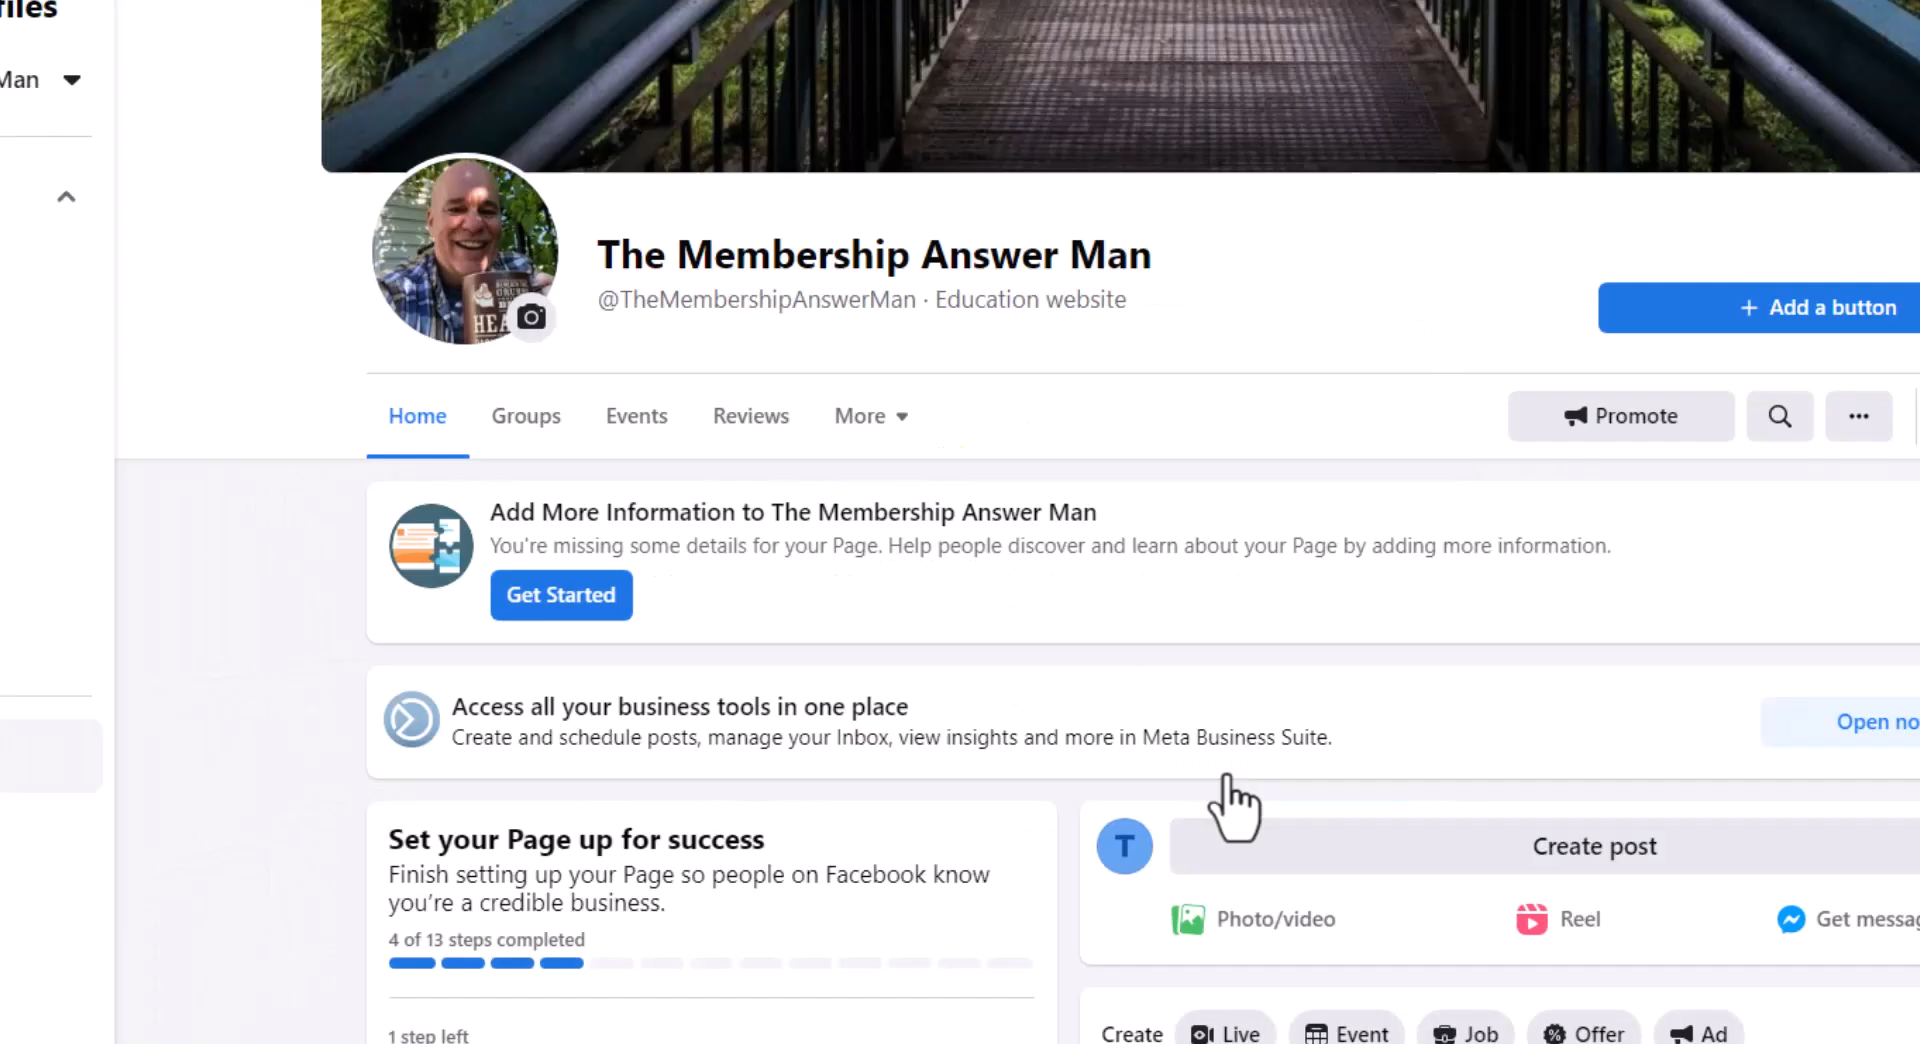 Man
The Membership Answer Man
@TheMembershipAnswerMan · Education website
+ Add a button
Home
Groups
Events
Reviews
More
Promote
Add More Information to The Membership Answer Man
You're missing some details for your Page. Help people discover and learn about your Page by adding more information.
Get Started
Access all your business tools in one place
Create and schedule posts, manage your Inbox, view insights and more in Meta Business Suite.
Open
Set your Page up for success
Finish setting up your Page so people on Facebook know
you're a credible business.
4 of 13 steps completed
1 step left
T
Create post
Photo/video
Reel
Get
Create
Live
Event
Job
Offer
Ad